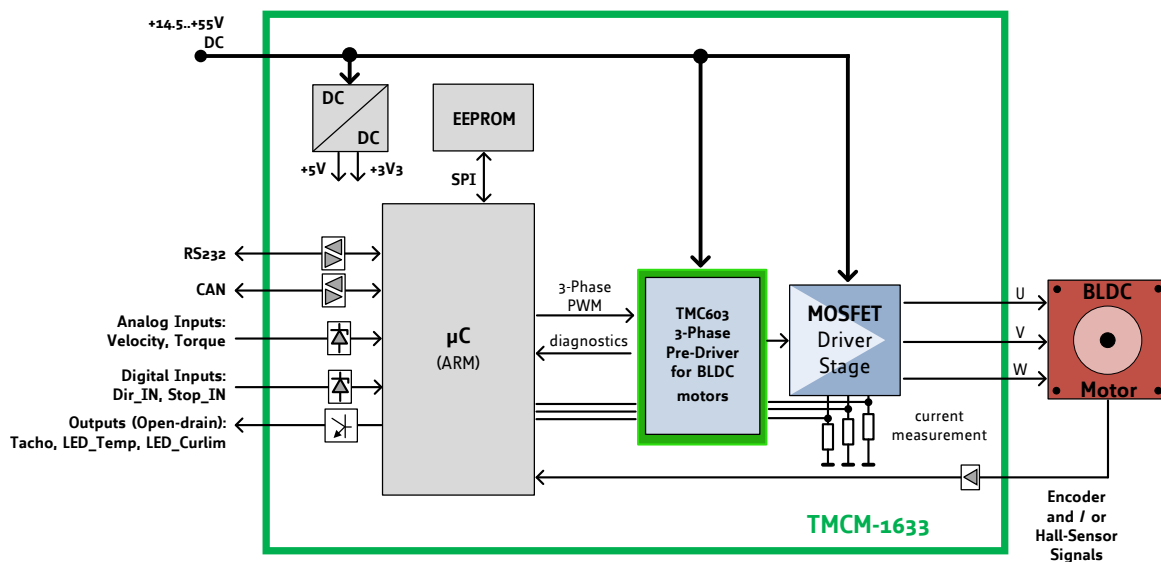 +14.5..+55V
DC
DC
DC
+5V
+3V3
EEPROM
SPI
RS232
CAN
Analog Inputs:
Velocity, Torque
Digital Inputs:
Dir_IN, Stop_IN
Outputs (Open-drain):
Tacho, LED_Temp, LED_Curlim
µC
(ARM)
3-Phase
PWM
diagnostics
TMC603
3-Phase
Pre-Driver
for BLDC
motors
MOSFET
Driver
Stage
U
V
W
BLDC
Motor
current
measurement
Encoder
and / or
Hall-Sensor
Signals
TMCM-1633